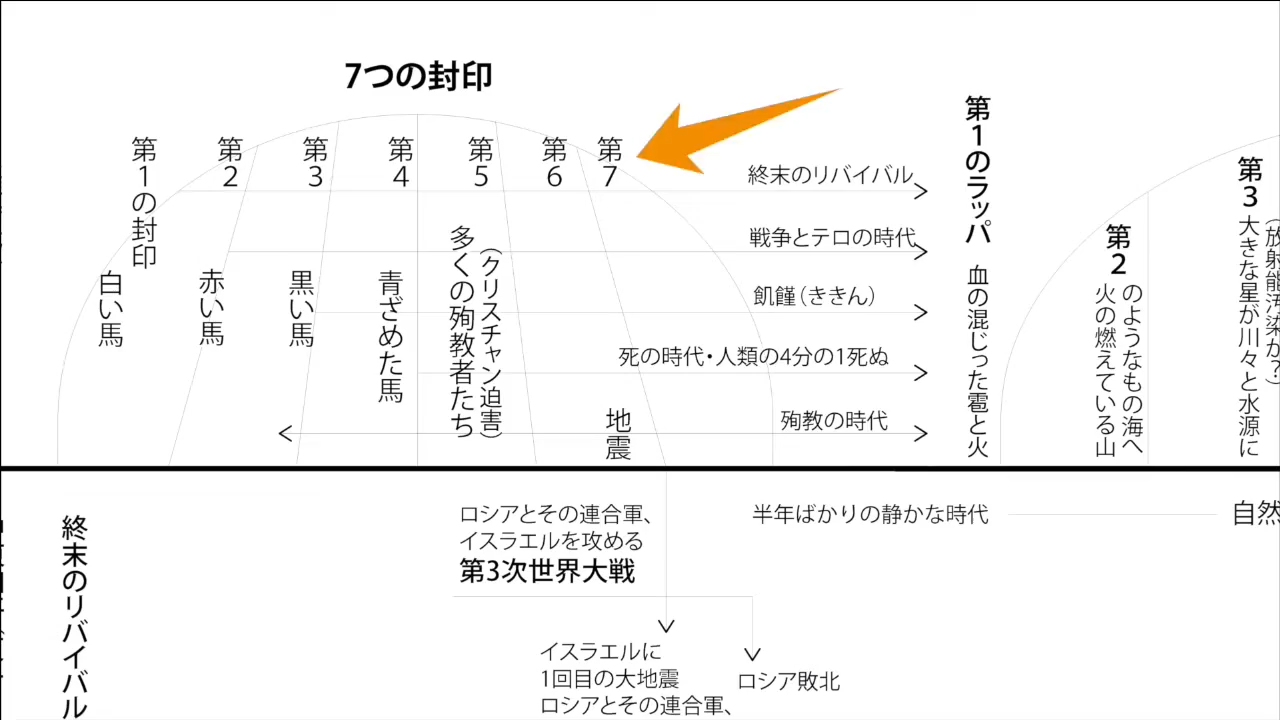 7つの封印
第1の封印
白い馬
第2
赤い馬
第3
黒い馬
第4
青ざめた馬
第5
多くの殉教者たち
(クリスチャン迫害)
第6
地震
第7
終末のリバイバル
戦争とテロの時代
飢饉(ききん)
死の時代・人類の4分の1死ぬ
殉教の時代
第1のラッパ 血の混じった雹と火
第2
のようなもの海へ
火の燃えている山
第3 大きな星が川々と水源に
(放射能汚染か?)
終末のリバイバル
ロシアとその連合軍、
イスラエルを攻める
第3次世界大戦
イスラエルに
1回目の大地震
ロシアとその連合軍、
ロシア敗北
半年ばかりの静かな時代
自然